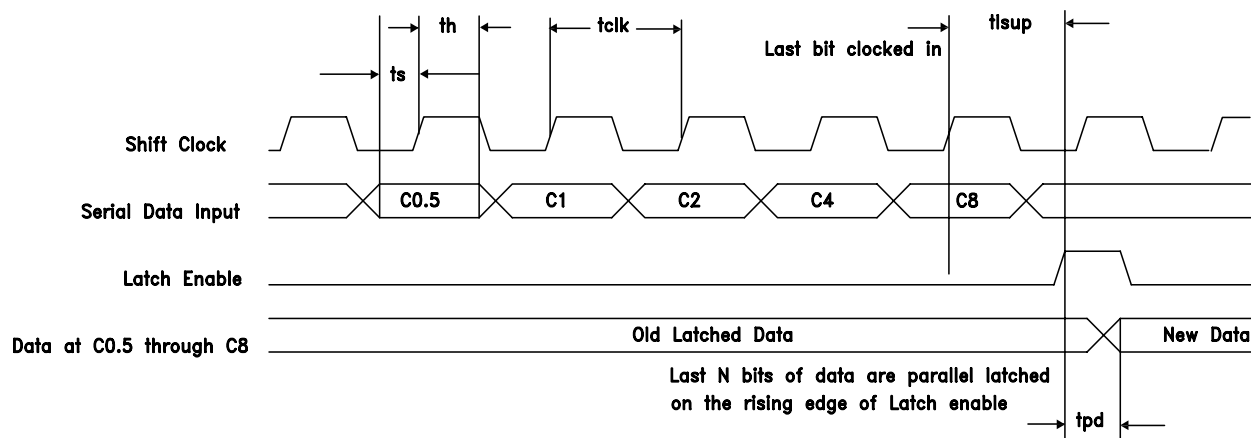 th
tclk
tlsup
Last bit clocked in
ts
Shift Clock
Serial Data Input
C0.5
C1
C2
C4
C8
Latch Enable
Data at C0.5 through C8
Old Latched Data
New Data
Last N bits of data are parallel latched
on the rising edge of Latch enable
tpd